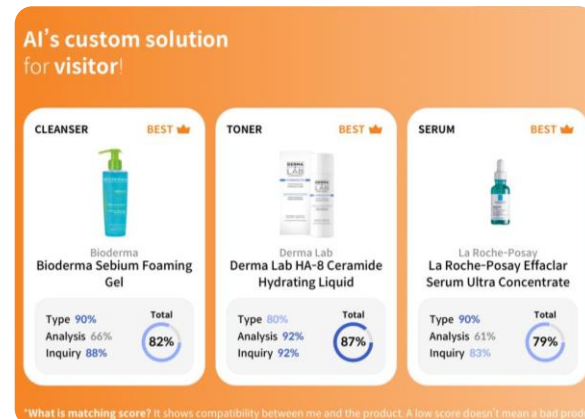 AI's custom solution
for visitor!
CLEANSER BEST
Bioderma
Bioderma Sebium Foaming
Gel
Type 90%
Analysis 66%
Inquiry 88%
Total
82%
TONER BEST
DERMA
LAB
Derma Lab
Derma Lab HA-8 Ceramide
Hydrating Liquid
Type 80%
Analysis 92%
Inquiry 92%
Total
87%
SERUM BEST
La Roche-Posay
La Roche-Posay Effaclar
Serum Ultra Concentrate
Type 90%
Analysis 61%
Inquiry 83%
Total
79%
*What is matching score? It shows compatibility between me and the product. A low score doesn't mean a bad